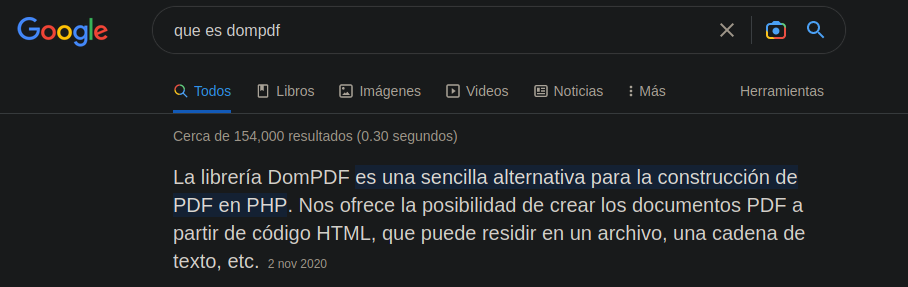 Google
que es dompdf
Todos
Libros
Imágenes
Videos
Noticias
Más
Herramientas
Cerca de 154,000 resultados (0.30 segundos)
La librería DomPDF es una sencilla alternativa para la construcción de
PDF en PHP. Nos ofrece la posibilidad de crear los documentos PDF a
partir de código HTML, que puede residir en un archivo, una cadena de
texto, etc. 2 nov 2020